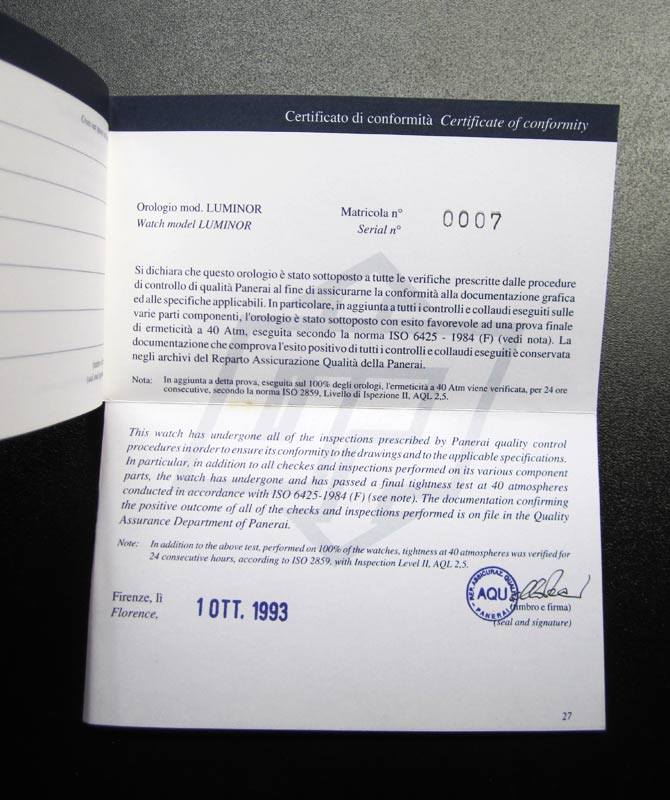 Certificato di conformità Certificate of conformity
Orologio mod. LUMINOR
Watch model LUMINOR
Matricola n°
Serial n°
0007
Si dichiara che questo orologio è stato sottoposto a tutte le verifiche prescritte dalle procedure
di controllo di qualità Panerai al fine di assicurarne la conformità alla documentazione grafica
ed alle specifiche applicabili. In particolare, in aggiunta a tutti i controlli e collaudi eseguiti sulle
varie parti componenti, l'orologio è stato sottoposto con esito favorevole ad una prova finale
di ermeticità a 40 Atm, eseguita secondo la norma ISO 6425 - 1984 (F) (vedi nota). La
documentazione che comprova l'esito positivo di tutti i controlli e collaudi eseguiti è conservata
negli archivi del Reparto Assicurazione Qualità della Panerai.
Nota: In aggiunta a detta prova, eseguita sul 100% degli orologi, l'ermeticità a 40 Atm viene verificata, per 24 ore
consecutive, secondo la norma ISO 2859, Livello di Ispezione II, AQL 2,5.
This watch has undergone all of the inspections prescribed by Panerai quality control
procedures in order to ensure its conformity to the drawings and to the applicable specifications.
In particular, in addition to all checkes and inspections performed on its various component
parts, the watch has undergone and has passed a final tightness test at 40 atmospheres
conducted in accordance with ISO 6425-1984 (F) (see note). The documentation confirming
the positive outcome of all of the checks and inspections performed is on file in the Quality
Assurance Department of Panerai.
Note: In addition to the above test, performed on 100% of the watches, tightness at 40 atmospheres was verified for
24 consecutive hours, according to ISO 2859, with Inspection Level II, AQL 2,5.
Firenze, lì
Florence,
1 OTT. 1993
REP. ASSICURAZ. QUALITÀ
AQU
PANERAI
(timbro e firma)
(seal and signature)
27